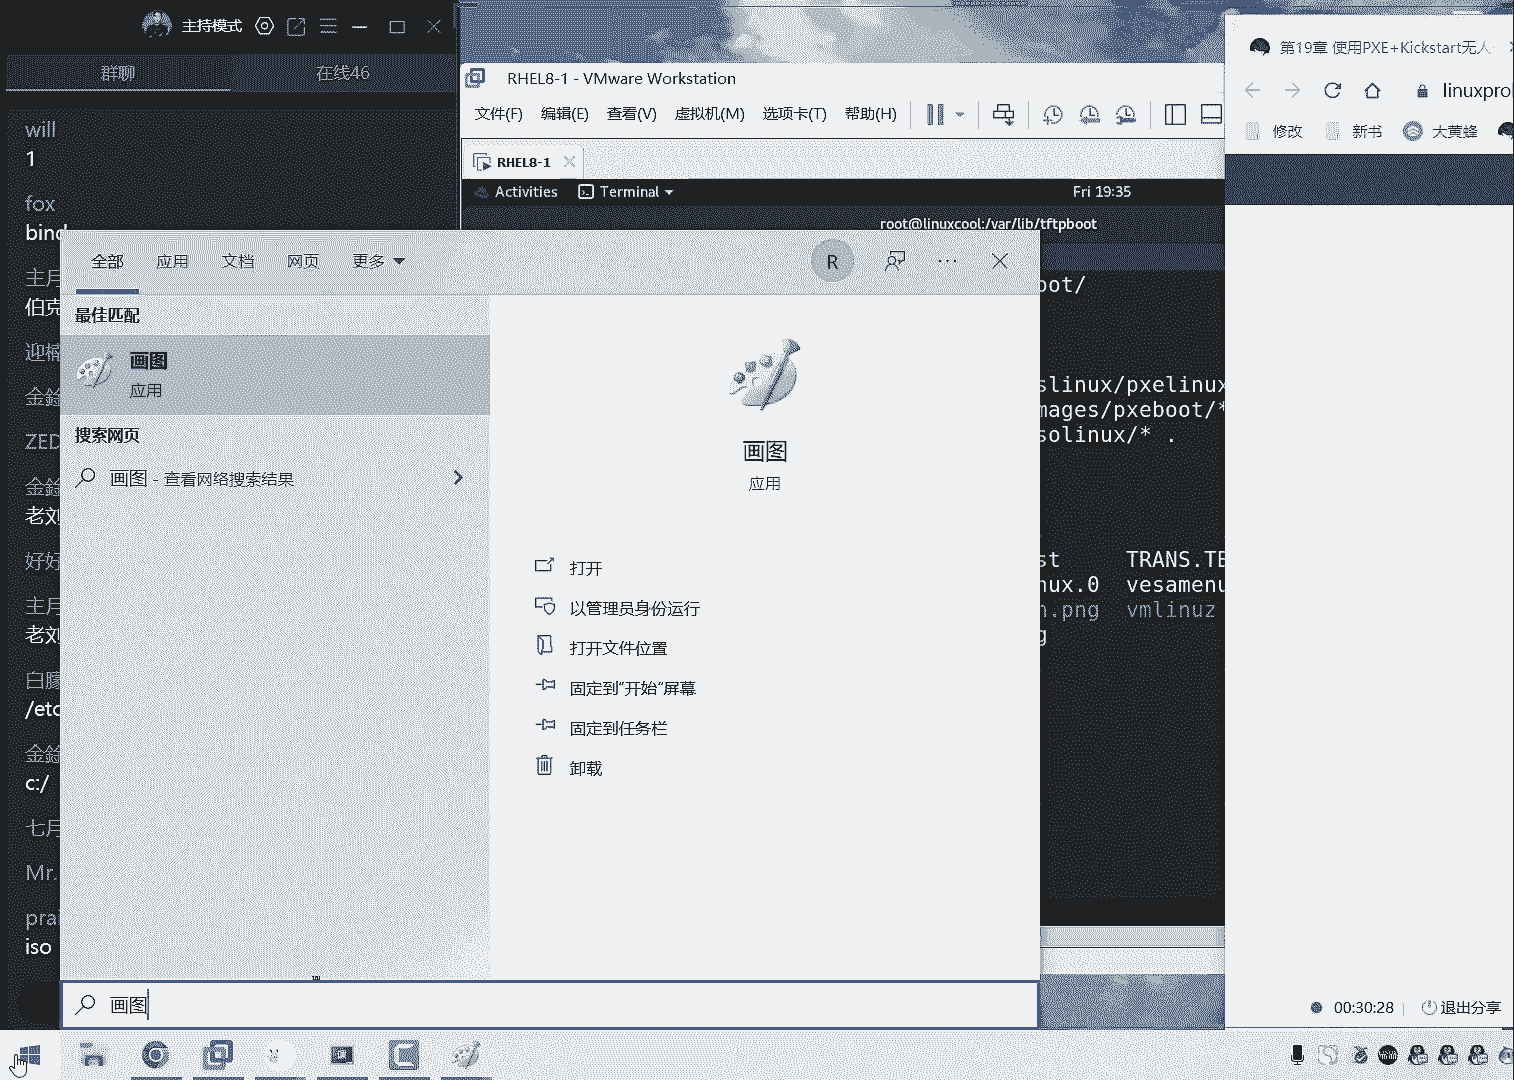 主持模式
群聊
在线46
will
1
fox
bind
主月
伯克
迎楠
金鈴
ZED
金鈴
老刘
好好
主月
老刘
白朦
/etc
金鈴
c:/
七月
Mr.
prai
iso
RHEL8-1 - VMware Workstation
文件(F) 编辑(E) 查看(V) 虚拟机(M) 选项卡(T) 帮助(H)
RHEL8-1
Activities Terminal Fri 19:35
root@linuxcool:/var/lib/tftpboot
oot/
slinux/pxelinux
mages/pxeboot/*
solinux/* .
st TRANS.TB
nux.0 vesamenu
n.png vmlinuz
g
第19章 使用PXE+Kickstart无人
linuxpro
修改 新书 大黄蜂
全部 应用 文档 网页 更多
R
最佳匹配
画图
应用
搜索网页
画图 - 查看网络搜索结果
画图
应用
打开
以管理员身份运行
打开文件位置
固定到"开始"屏幕
固定到任务栏
卸载
画图
00:30:28 退出分享